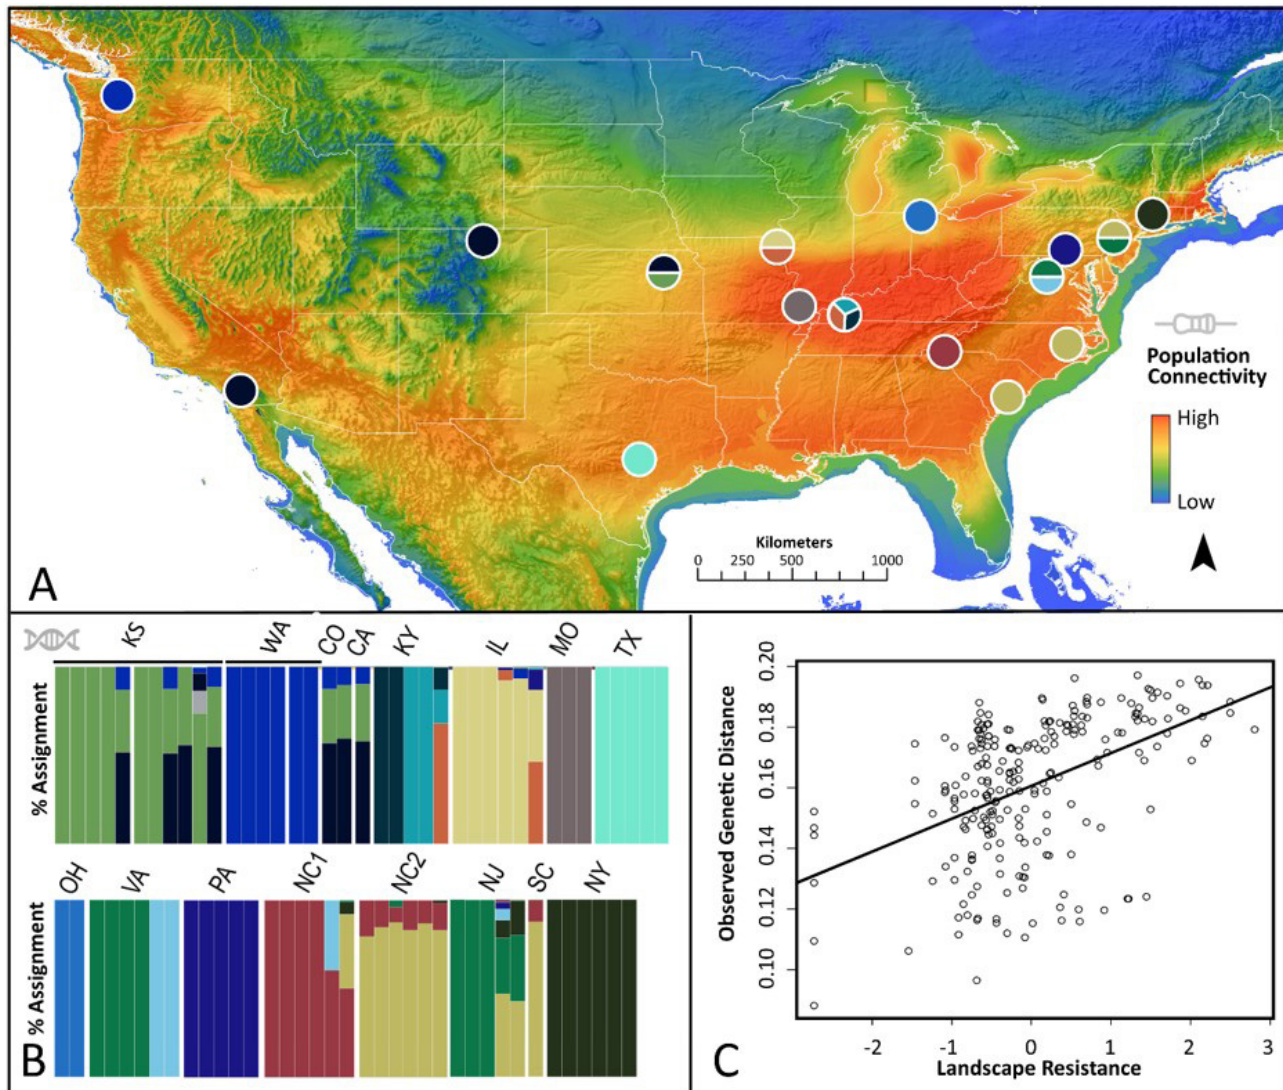 Population
Connectivity
High
Low
Kilometers
0 250 500 1000
A
KS WA CO CA KY IL MO TX
% Assignment
OH VA PA NC1 NC2 NJ SC NY
% Assignment
B
0.20
0.18
0.16
0.14
0.12
0.10
Observed Genetic Distance
-2 -1 0 1 2 3
Landscape Resistance
C